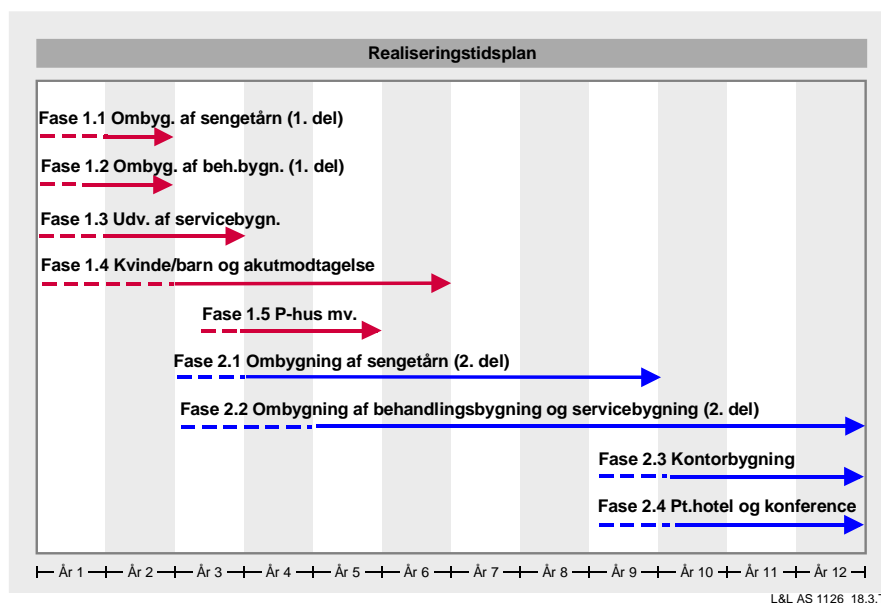 Realiseringstidsplan
Fase 1.1 Ombyg. af sengetårn (1. del)
Fase 1.2 Ombyg. af beh.bygn. (1. del)
Fase 1.3 Udv. af servicebygn.
Fase 1.4 Kvinde/barn og akutmodtagelse
Fase 1.5 P-hus mv.
Fase 2.1 Ombygning af sengetårn (2. del)
Fase 2.2 Ombygning af behandlingsbygning og servicebygning (2. del)
Fase 2.3 Kontorbygning
Fase 2.4 Pt.hotel og konference
År 1 År 2 År 3 År 4 År 5 År 6 År 7 År 8 År 9 År 10 År 11 År 12
L&L AS 1126 18.3.